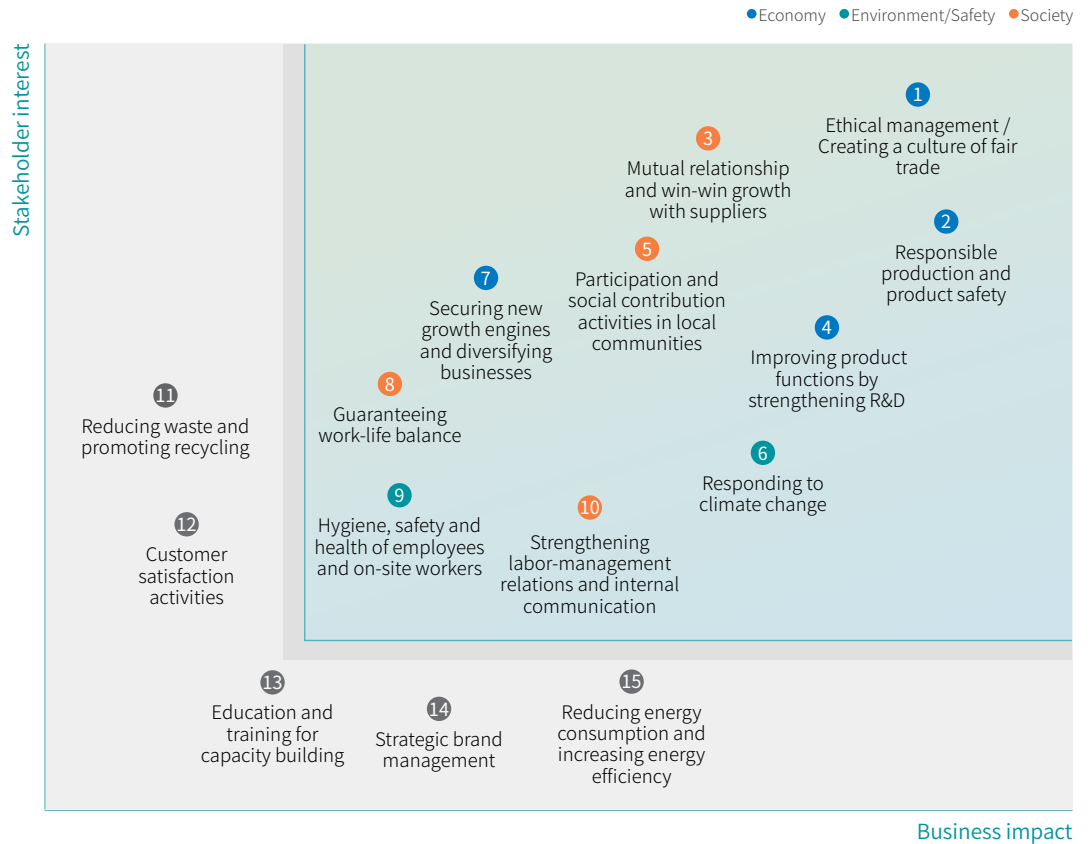 Economy
Environment/Safety
Society
Stakeholder interest
1
Ethical management /
Creating a culture of fair
trade
3
Mutual relationship
and win-win growth
with suppliers
2
Responsible
production and
product safety
5
Participation and
social contribution
activities in local
communities
7
Securing new
growth engines
and diversifying
businesses
4
Improving product
functions by
strengthening R&D
8
Guaranteeing
work-life balance
11
Reducing waste and
promoting recycling
6
Responding to
climate change
9
Hygiene, safety and
health of employees
and on-site workers
10
Strengthening
labor-management
relations and internal
communication
12
Customer
satisfaction
activities
13
Education and
training for
capacity building
14
Strategic brand
management
15
Reducing energy
consumption and
increasing energy
efficiency
Business impact